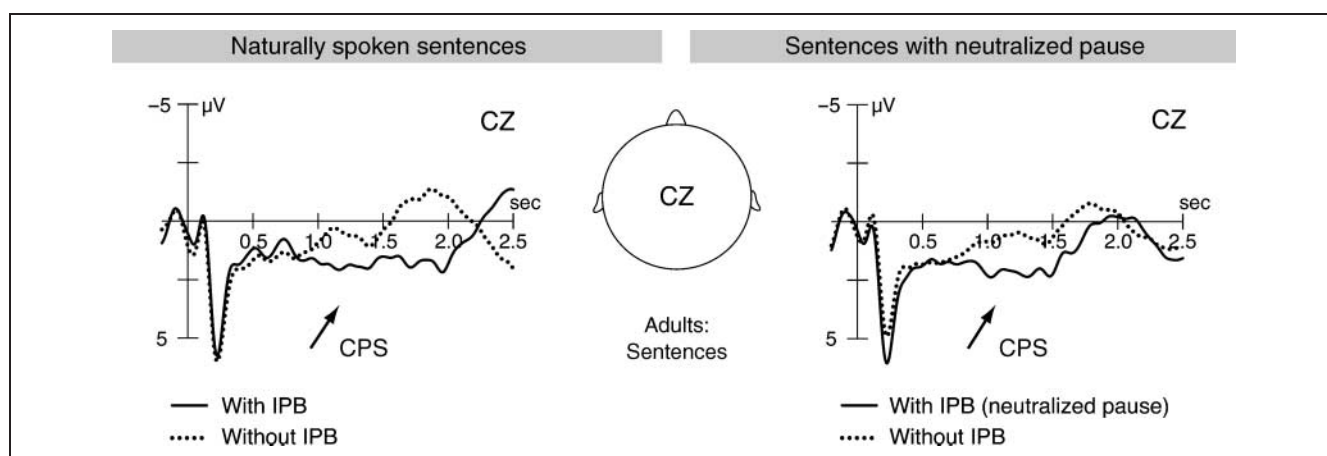 Naturally spoken sentences
−5
µV
CZ
sec
0.5
1.0
1.5
2.0
2.5
5
CPS
With IPB
Without IPB
CZ
Adults:
Sentences
Sentences with neutralized pause
−5
µV
CZ
sec
0.5
1.0
1.5
2.0
2.5
5
CPS
With IPB (neutralized pause)
Without IPB